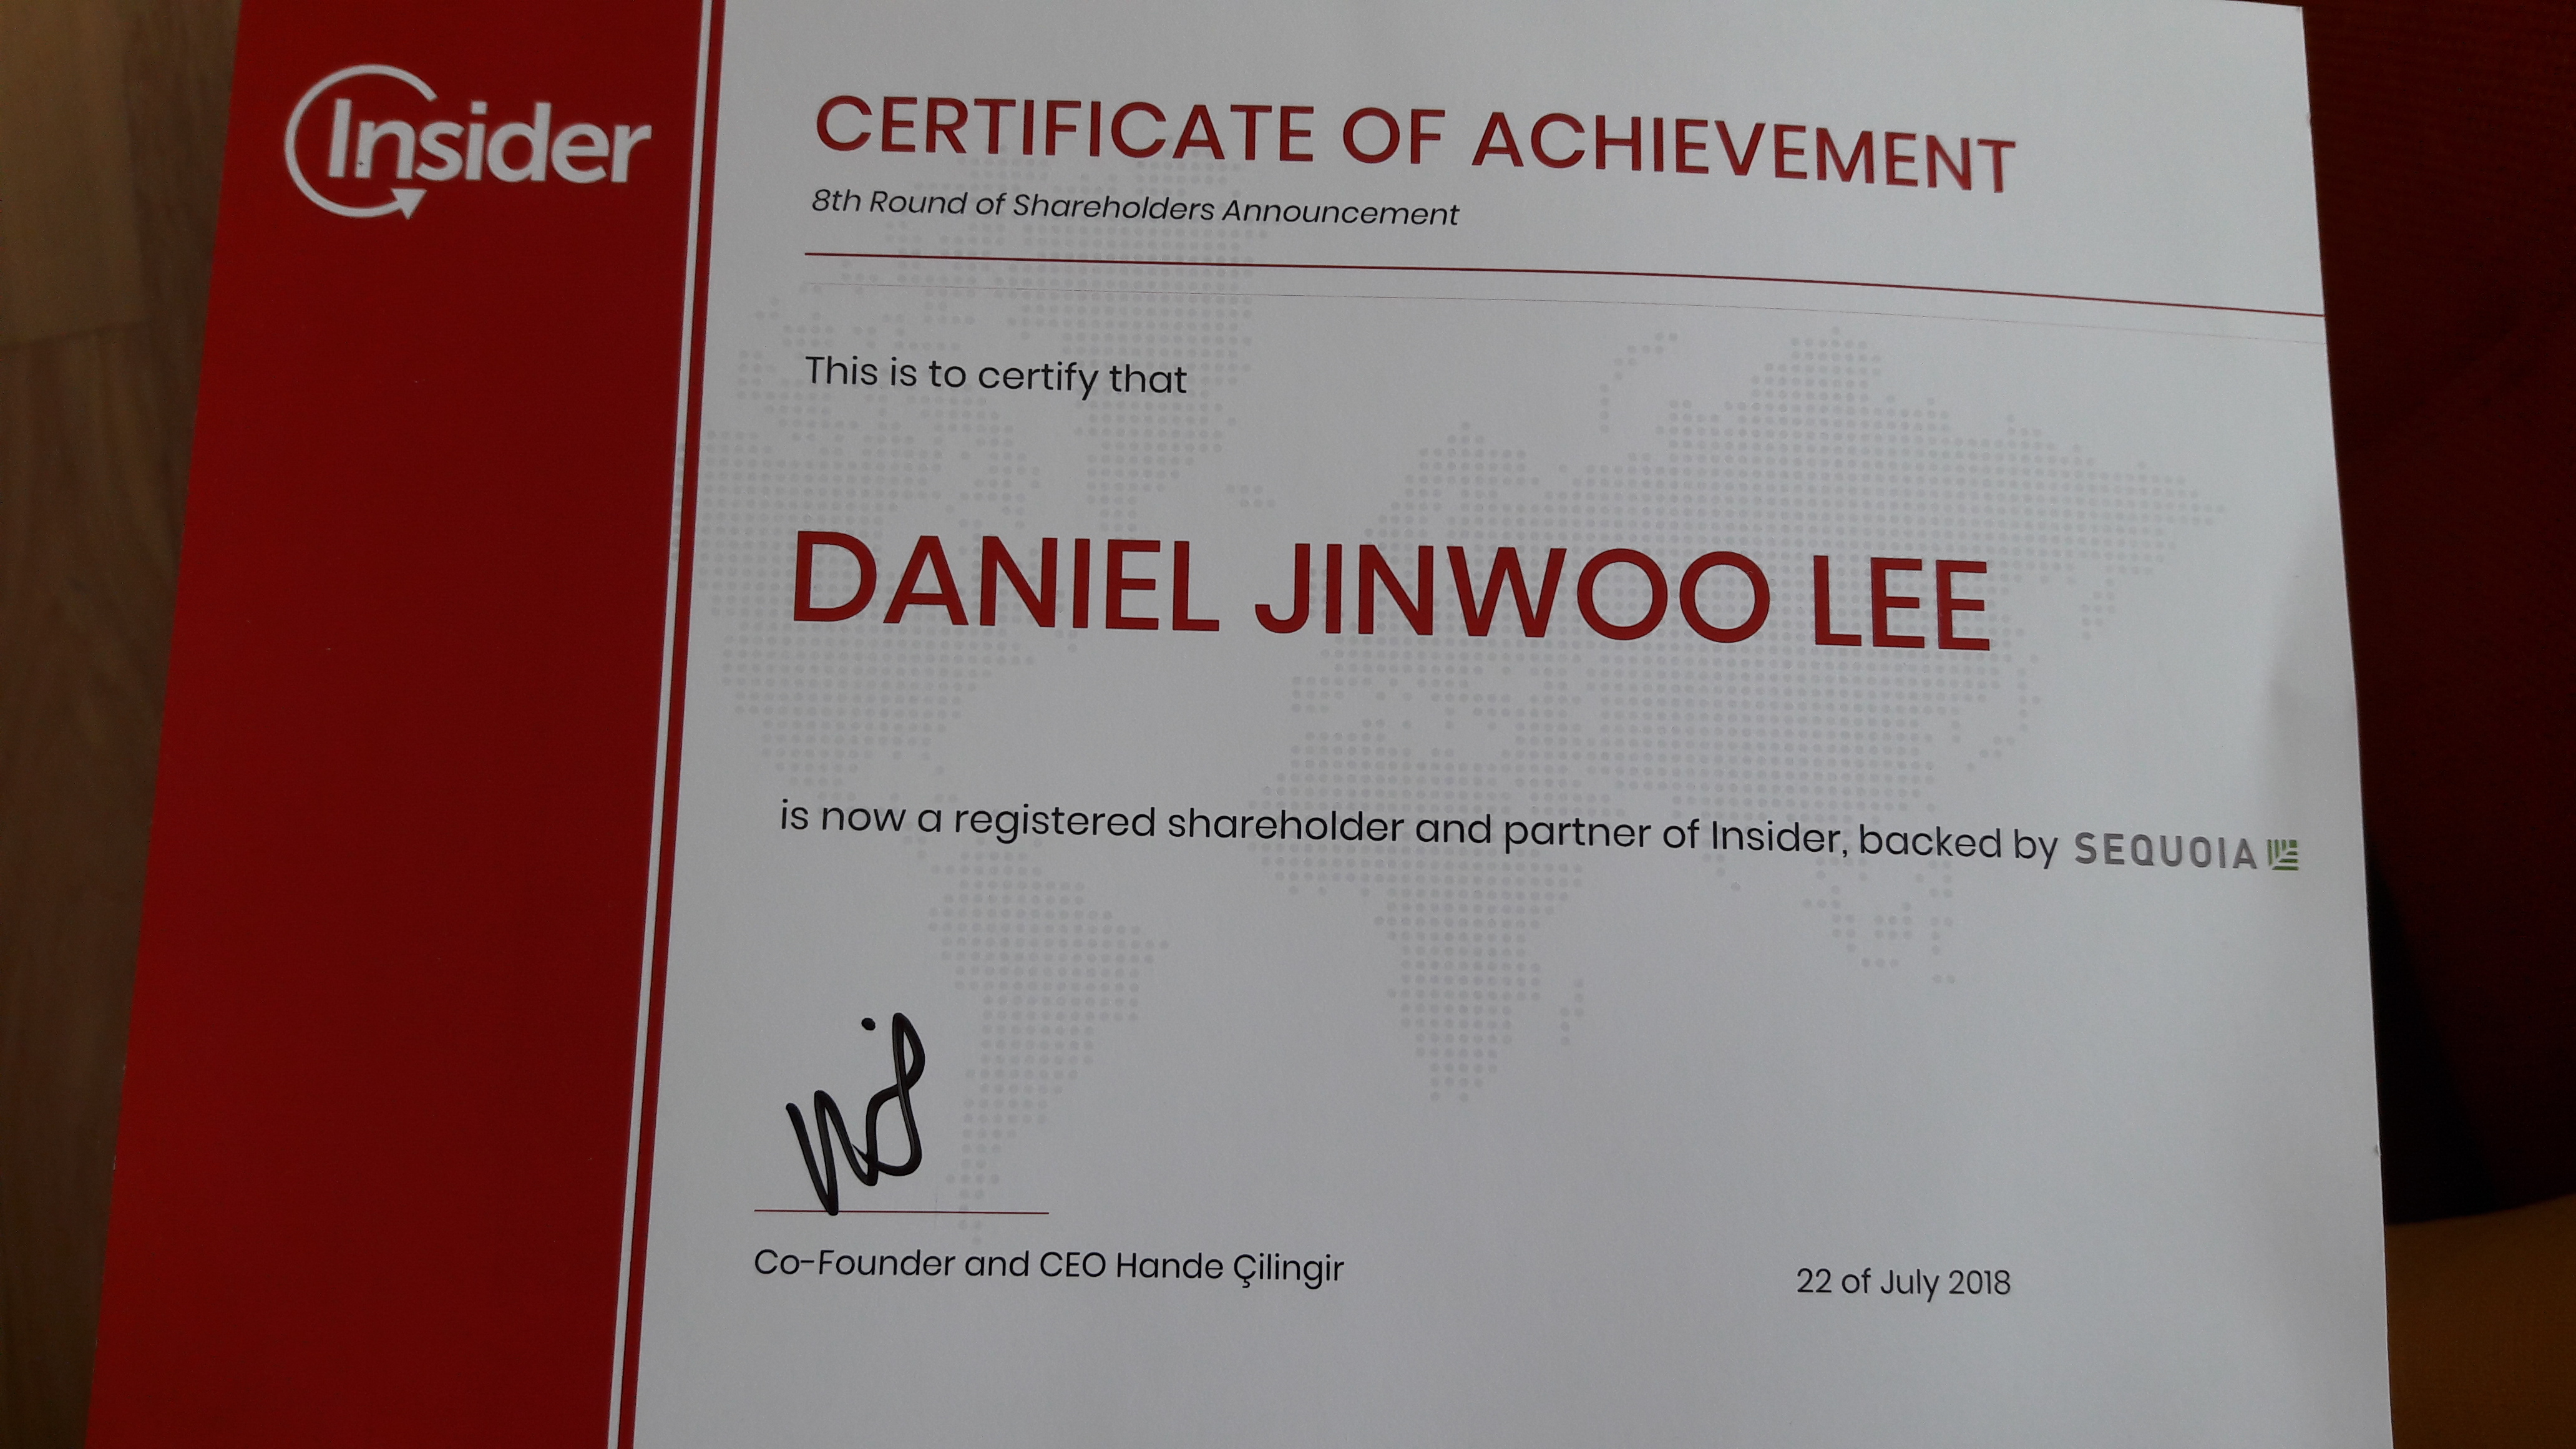 Insider
CERTIFICATE OF ACHIEVEMENT
8th Round of Shareholders Announcement
This is to certify that
DANIEL JINWOO LEE
is now a registered shareholder and partner of Insider, backed by SEQUOIA
Co-Founder and CEO Hande Çilingir
22 of July 2018